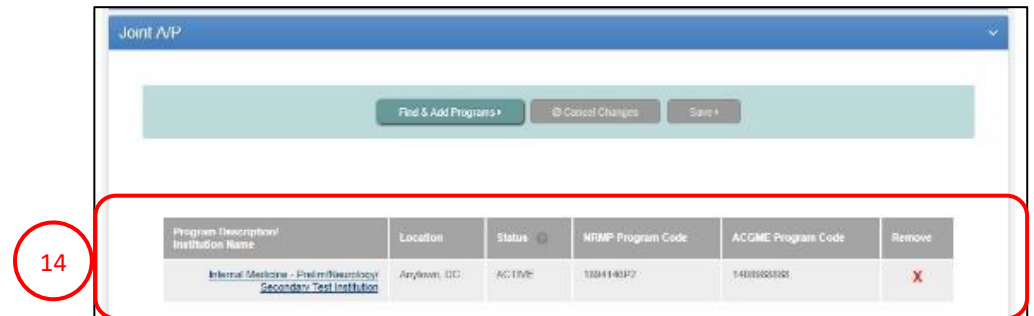 Joint A/P
Find & Add Programs
Cancel Changes
Save
Program Description/ Location Status NRMP Program Code ACGME Program Code Remove
Institution Name
14
Internal Medicine - Prelim/Neurology/ Anytown, DC ACTIVE X
Secondary Test Institution